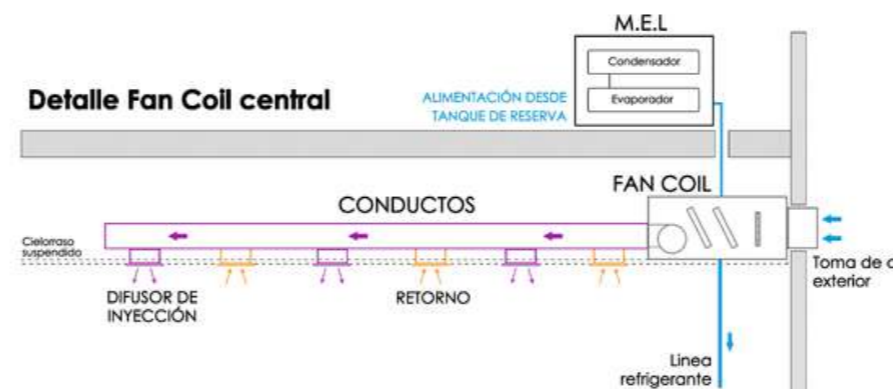 M.E.L
Condensador
Evaporador
Detalle Fan Coil central
ALIMENTACIÓN DESDE
TANQUE DE RESERVA
FAN COIL
CONDUCTOS
Cielorraso
suspendido
DIFUSOR DE
INYECCIÓN
RETORNO
Toma de
exterior
Linea
refrigerante